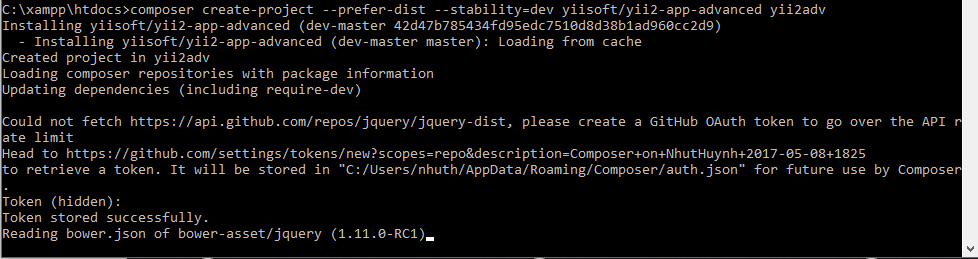 C:\xampp\htdocs>composer create-project --prefer-dist --stability=dev yiisoft/yii2-app-advanced yii2adv
Installing yiisoft/yii2-app-advanced (dev-master 42d47b785434fd95edc7510d8d38b1ad960cc2d9)
  - Installing yiisoft/yii2-app-advanced (dev-master master): Loading from cache
Created project in yii2adv
Loading composer repositories with package information
Updating dependencies (including require-dev)

Could not fetch https://api.github.com/repos/jquery/jquery-dist, please create a GitHub OAuth token to go over the API r
ate limit
Head to https://github.com/settings/tokens/new?scopes=repo&description=Composer+on+NhutHuynh+2017-05-08+1825
to retrieve a token. It will be stored in "C:/Users/nhuth/AppData/Roaming/Composer/auth.json" for future use by Composer
.
Token (hidden):
Token stored successfully.
Reading bower.json of bower-asset/jquery (1.11.0-RC1)